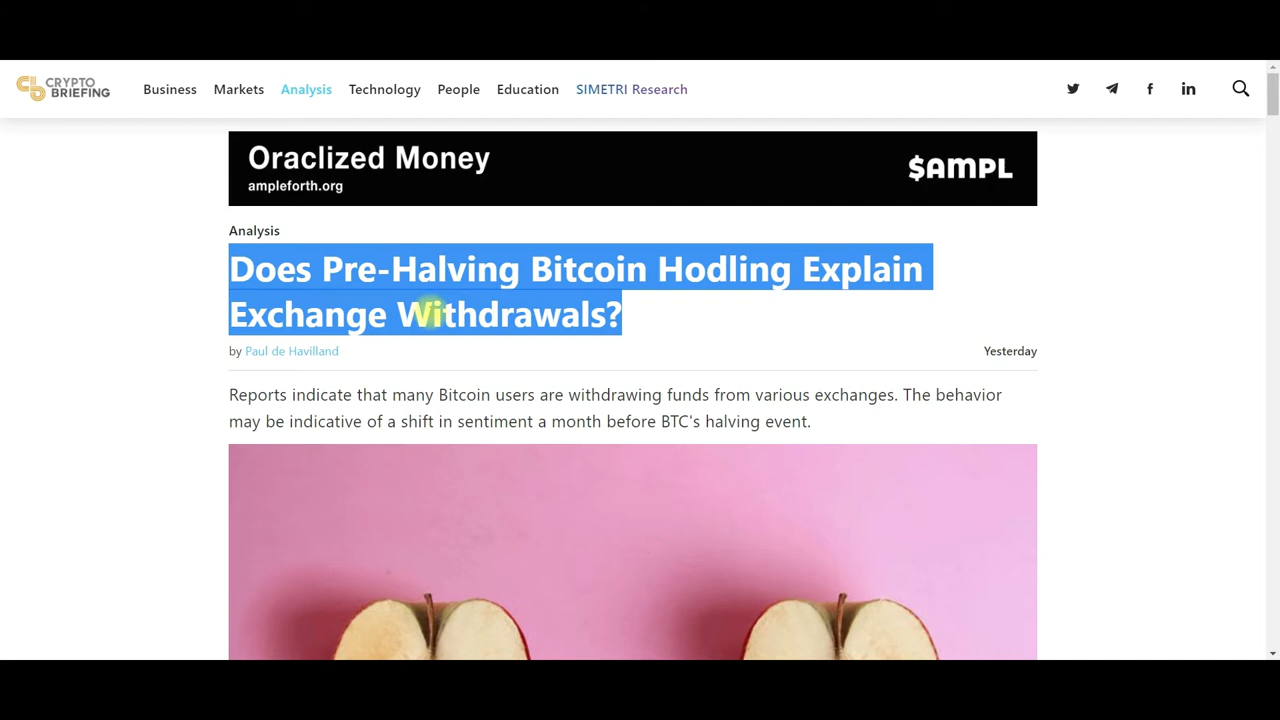 CRYPTO
BRIEFING
Business Markets Analysis Technology People Education SIMETRI Research
Oraclized Money
ampleforth.org
$AMPL
Analysis
Does Pre-Halving Bitcoin Hodling Explain
Exchange Withdrawals?
by Paul de Havilland
Yesterday
Reports indicate that many Bitcoin users are withdrawing funds from various exchanges. The behavior
may be indicative of a shift in sentiment a month before BTC's halving event.